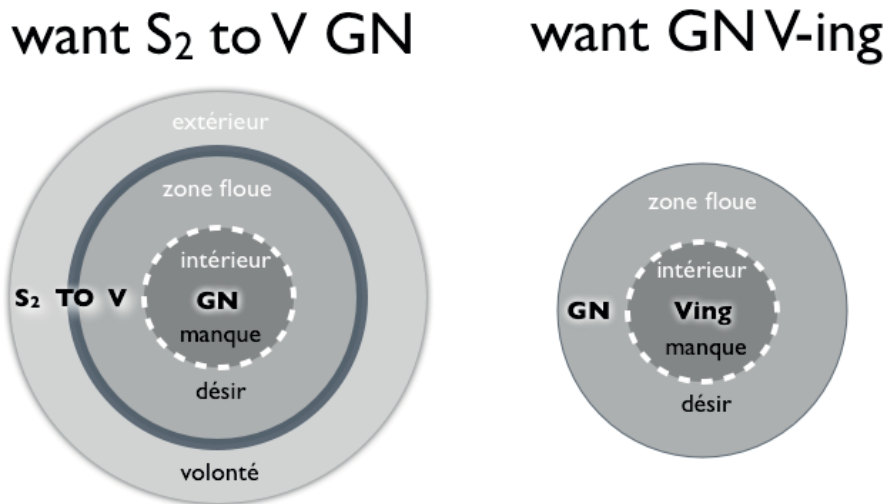 want S₂ to V GN
want GN V-ing
extérieur
zone floue
intérieur
S₂ TO V GN
manque
désir
volonté
zone floue
intérieur
GN Ving
manque
désir